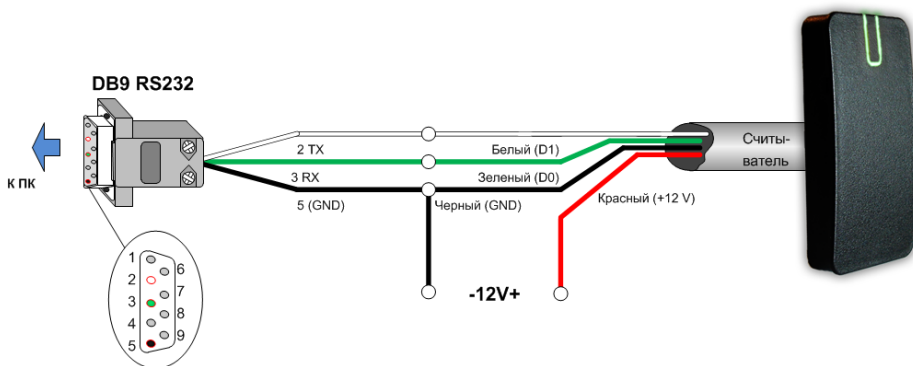 DB9 RS232
К ПК
2 TX
Белый (D1)
3 RX
Зеленый (D0)
5 (GND)
Черный (GND)
Красный (+12 V)
Считы-
ватель
-12V+
1
6
2
7
3
8
4
9
5